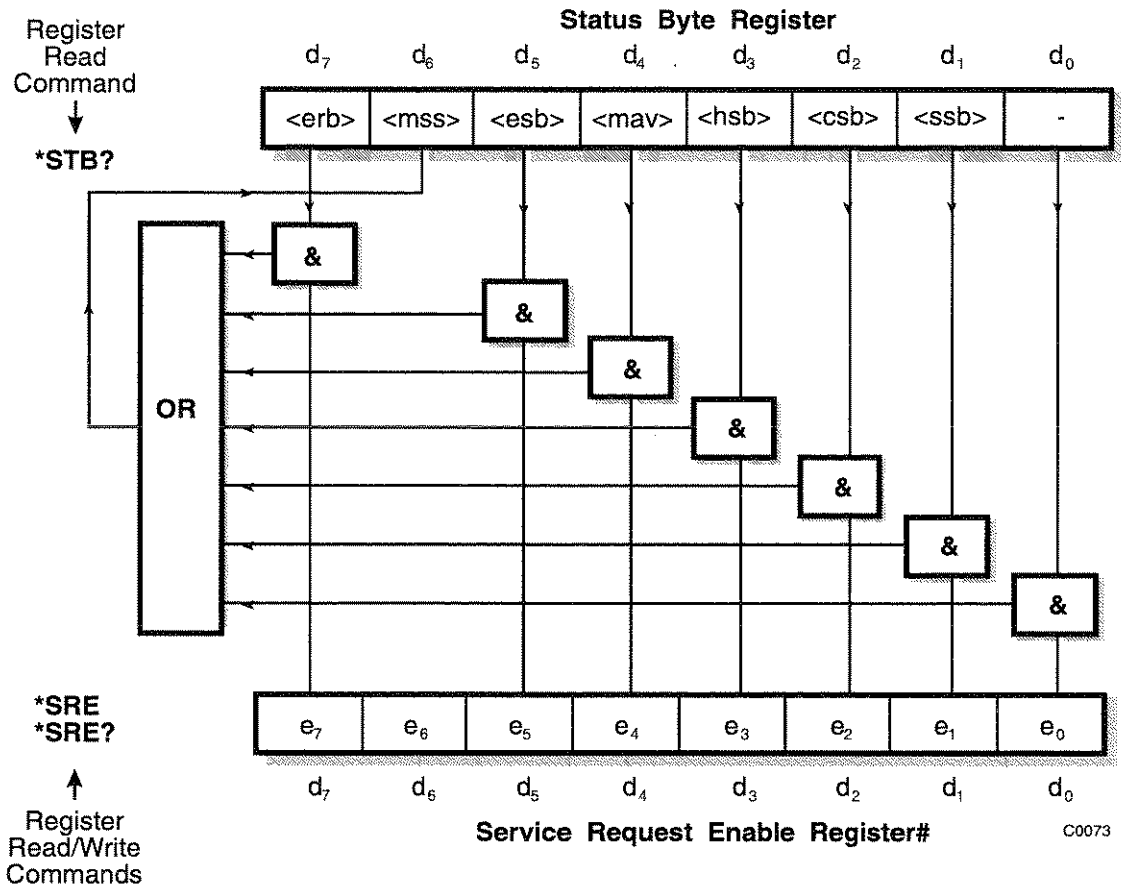 Status Byte Register
Register
Read
Command
d7 d6 d5 d4 d3 d2 d1 d0
<erb> <mss> <esb> <mav> <hsb> <csb> <ssb> -
*STB?
&
&
&
&
&
&
&
OR
*SRE
*SRE?
e7 e6 e5 e4 e3 e2 e1 e0
d7 d6 d5 d4 d3 d2 d1 d0
Register
Read/Write
Commands
Service Request Enable Register#
C0073